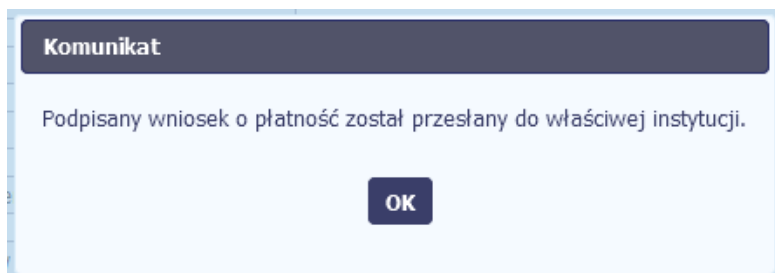 Komunikat
Podpisany wniosek o płatność został przesłany do właściwej instytucji.
OK